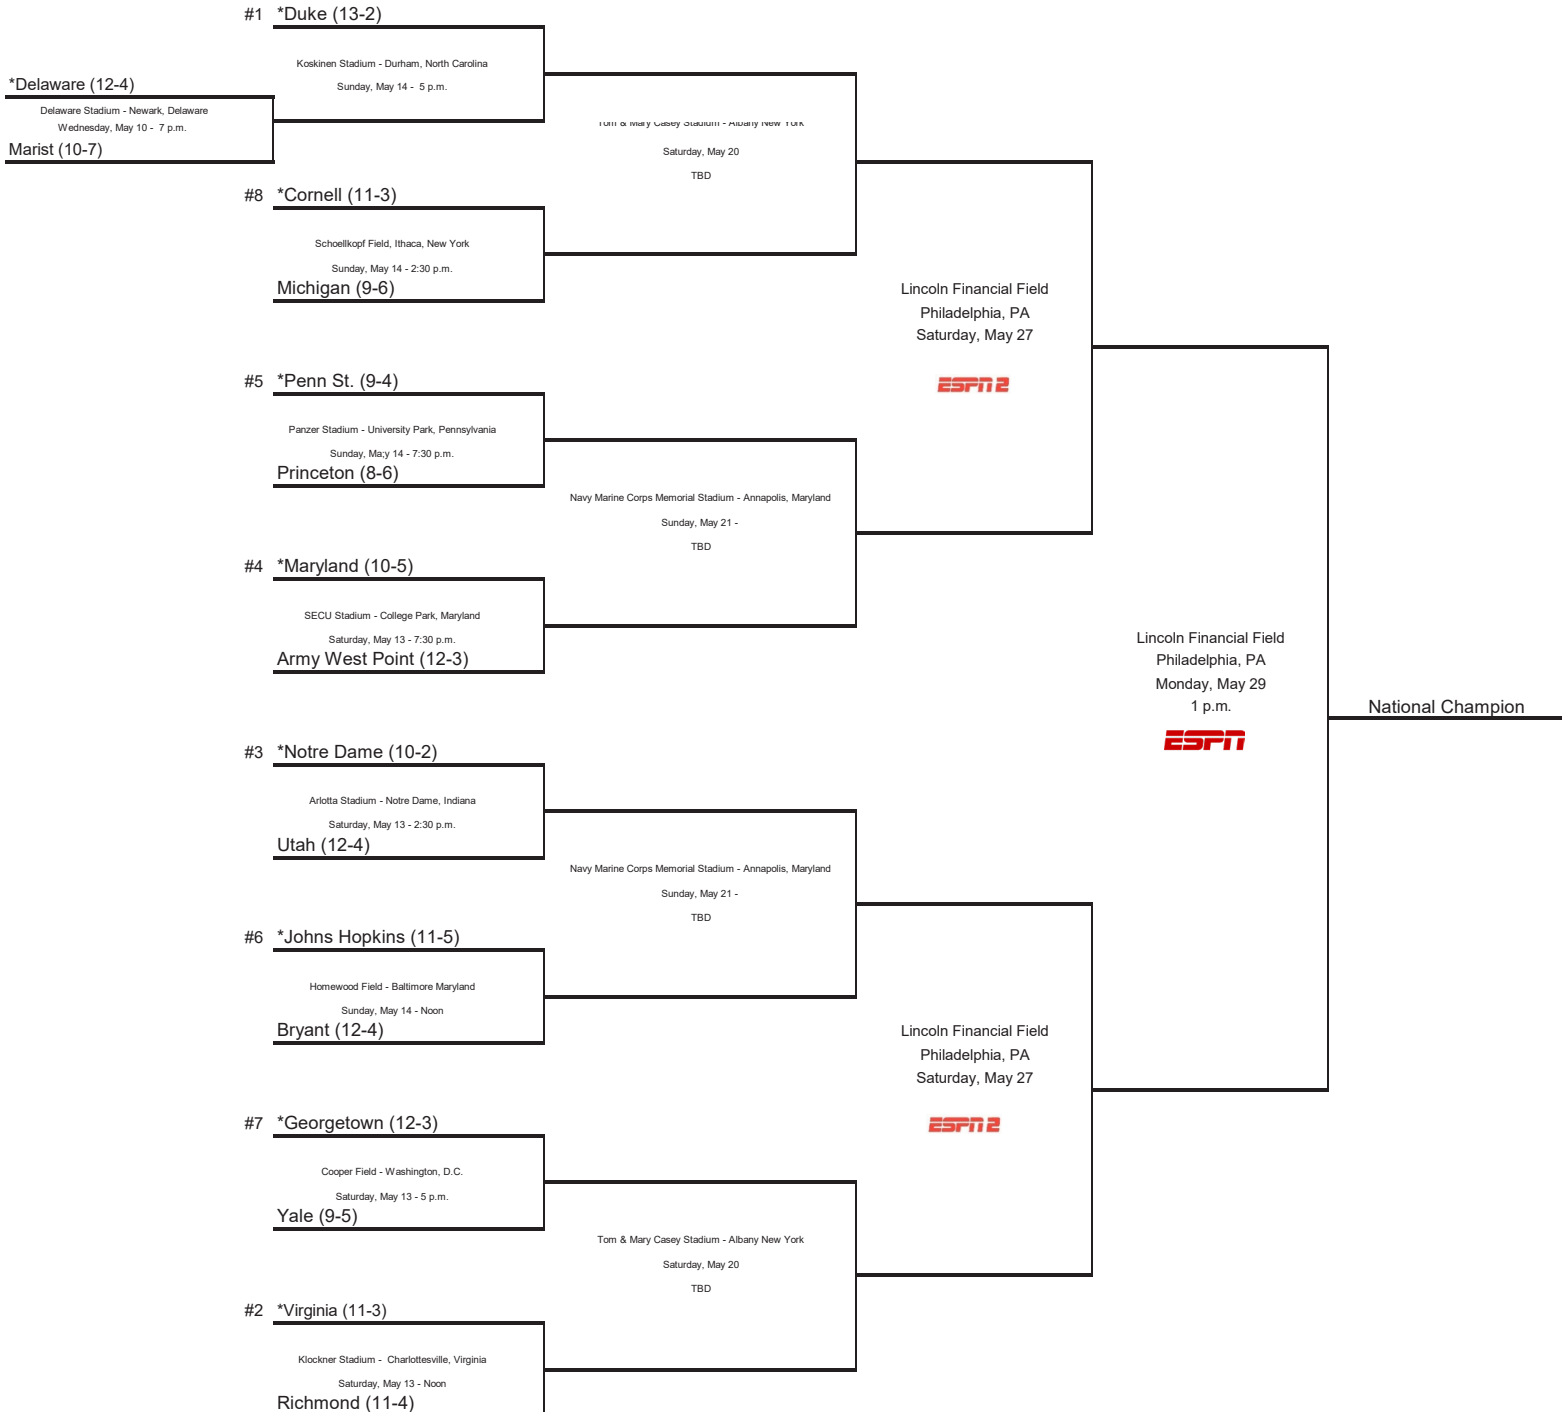 #1 *Duke (13-2)
Koskinen Stadium - Durham, North Carolina
Sunday, May 14 - 5 p.m.
*Delaware (12-4)
Delaware Stadium - Newark, Delaware
Wednesday, May 10 - 7 p.m.
Marist (10-7)
Tom & Mary Casey Stadium - Albany New York
Saturday, May 20
TBD
#8 *Cornell (11-3)
Schoellkopf Field, Ithaca, New York
Sunday, May 14 - 2:30 p.m.
Michigan (9-6)
Lincoln Financial Field
Philadelphia, PA
Saturday, May 27
ESPN 2
#5 *Penn St. (9-4)
Panzer Stadium - University Park, Pennsylvania
Sunday, Ma;y 14 - 7:30 p.m.
Princeton (8-6)
Navy Marine Corps Memorial Stadium - Annapolis, Maryland
Sunday, May 21 -
TBD
#4 *Maryland (10-5)
SECU Stadium - College Park, Maryland
Saturday, May 13 - 7:30 p.m.
Army West Point (12-3)
Lincoln Financial Field
Philadelphia, PA
Monday, May 29
1 p.m.
ESPN
National Champion
#3 *Notre Dame (10-2)
Arlotta Stadium - Notre Dame, Indiana
Saturday, May 13 - 2:30 p.m.
Utah (12-4)
Navy Marine Corps Memorial Stadium - Annapolis, Maryland
Sunday, May 21 -
TBD
#6 *Johns Hopkins (11-5)
Homewood Field - Baltimore Maryland
Sunday, May 14 - Noon
Bryant (12-4)
Lincoln Financial Field
Philadelphia, PA
Saturday, May 27
ESPN 2
#7 *Georgetown (12-3)
Cooper Field - Washington, D.C.
Saturday, May 13 - 5 p.m.
Yale (9-5)
Tom & Mary Casey Stadium - Albany New York
Saturday, May 20
TBD
#2 *Virginia (11-3)
Klockner Stadium - Charlottesville, Virginia
Saturday, May 13 - Noon
Richmond (11-4)